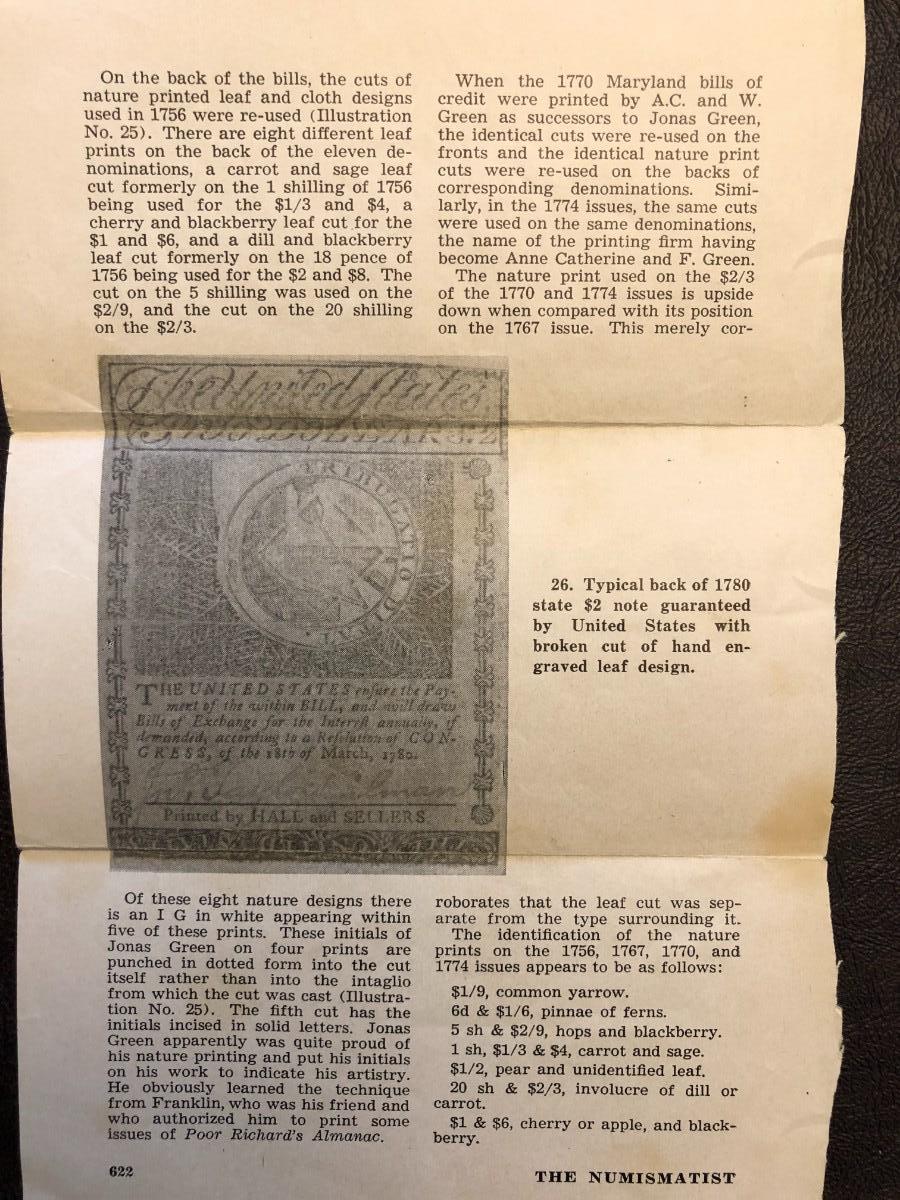 On the back of the bills, the cuts of
nature printed leaf and cloth designs
used in 1756 were re-used (Illustration
No. 25). There are eight different leaf
prints on the back of the eleven de-
nominations, a carrot and sage leaf
cut formerly on the 1 shilling of 1756
being used for the $1/3 and $4, a
cherry and blackberry leaf cut for the
$1 and $6, and a dill and blackberry
leaf cut formerly on the 18 pence of
1756 being used for the $2 and $8. The
cut on the 5 shilling was used on the
$2/9, and the cut on the 20 shilling
on the $2/3.
When the 1770 Maryland bills of
credit were printed by A.C. and W.
Green as successors to Jonas Green,
the identical cuts were re-used on the
fronts and the identical nature print
cuts were re-used on the backs of
corresponding denominations. Simi-
larly, in the 1774 issues, the same cuts
were used on the same denominations,
the name of the printing firm having
become Anne Catherine and F. Green.
The nature print used on the $2/3
of the 1770 and 1774 issues is upside
down when compared with its position
on the 1767 issue. This merely cor-
The United States
TWO DOLLARS. 2
TRIBULATIO DITAT
THE UNITED STATES ensure the Pay-
ment of the within BILL, and will draw
Bills of Exchange for the Interest annually, if
demanded, according to a Resolution of CON-
GRESS, of the 18th of March, 1780.
Printed by HALL and SELLERS.
26. Typical back of 1780
state $2 note guaranteed
by United States with
broken cut of hand en-
graved leaf design.
Of these eight nature designs there
is an I G in white appearing within
five of these prints. These initials of
Jonas Green on four prints are
punched in dotted form into the cut
itself rather than into the intaglio
from which the cut was cast (Illustra-
tion No. 25). The fifth cut has the
initials incised in solid letters. Jonas
Green apparently was quite proud of
his nature printing and put his initials
on his work to indicate his artistry.
He obviously learned the technique
from Franklin, who was his friend and
who authorized him to print some
issues of Poor Richard's Almanac.
roborates that the leaf cut was sep-
arate from the type surrounding it.
The identification of the nature
prints on the 1756, 1767, 1770, and
1774 issues appears to be as follows:
$1/9, common yarrow.
6d & $1/6, pinnae of ferns.
5 sh & $2/9, hops and blackberry.
1 sh, $1/3 & $4, carrot and sage.
$1/2, pear and unidentified leaf.
20 sh & $2/3, involucre of dill or
carrot.
$1 & $6, cherry or apple, and black-
berry.
622
THE NUMISMATIST